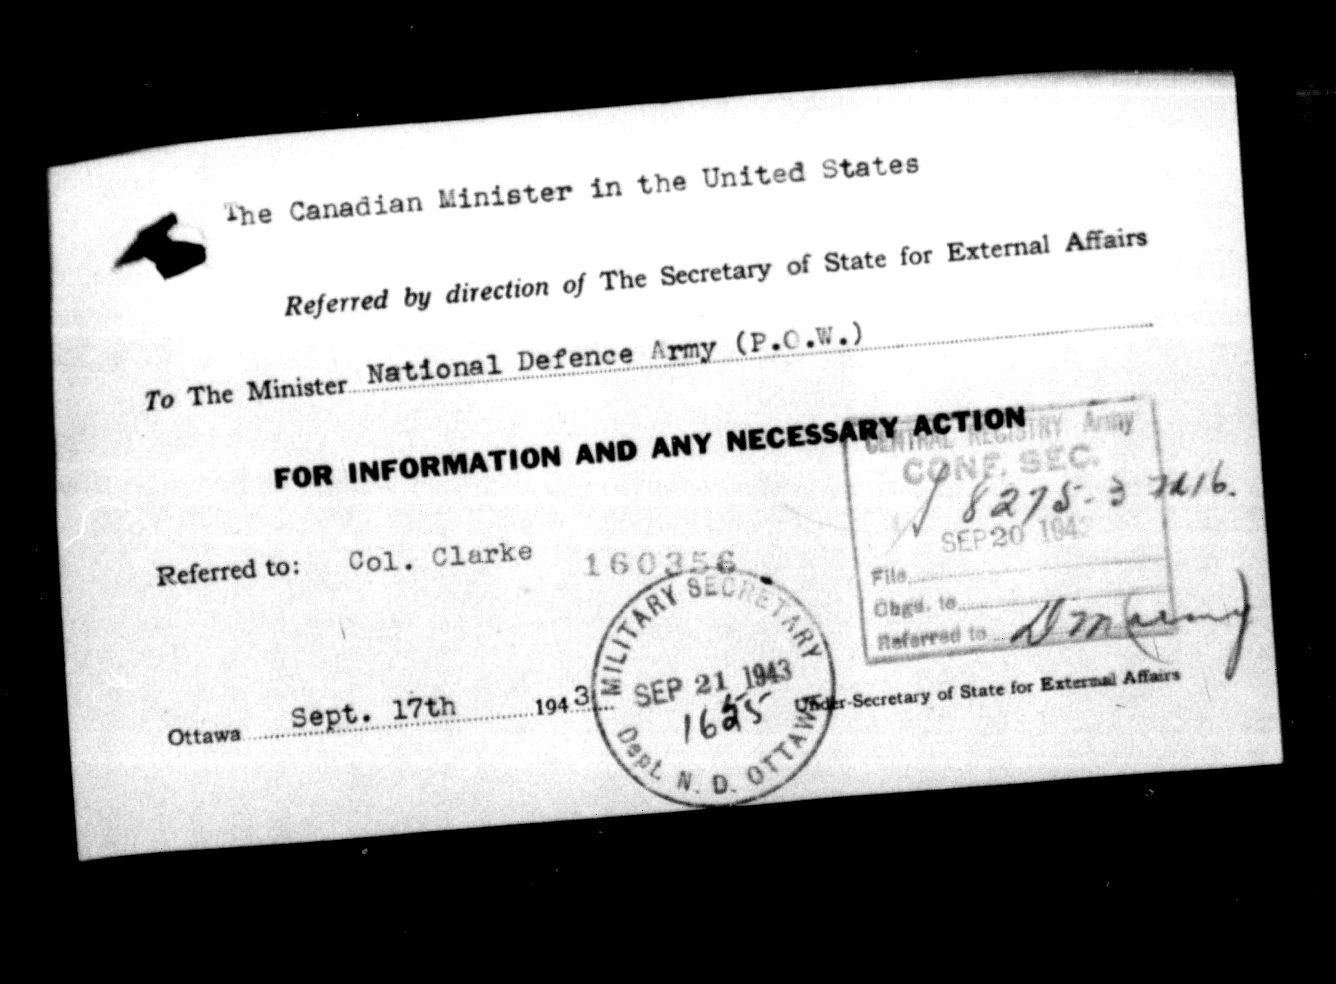 The Canadian Minister in the United States
Referred by direction of The Secretary of State for External Affairs
To The Minister National Defence Army (P.O.W.)
FOR INFORMATION AND ANY NECESSARY ACTION
CENTRAL REGISTRY Army
CONF. SEC.
8275-3
SEP 20 194
File
Chgd. to
Referred to
Referred to: Col. Clarke
160356
MILITARY SECRETARY
SEP 21 1943
1625
Dept. N. D. OTTAWA
Ottawa Sept. 17th 1943
Under-Secretary of State for External Affairs